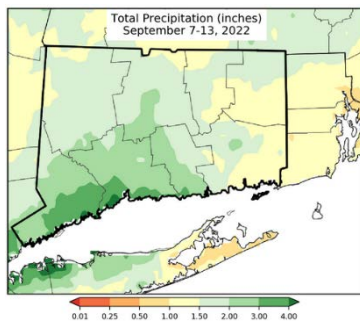 Total Precipitation (inches)
September 7-13, 2022
0.01 0.25 0.50 1.00 1.50 2.00 3.00 4.00